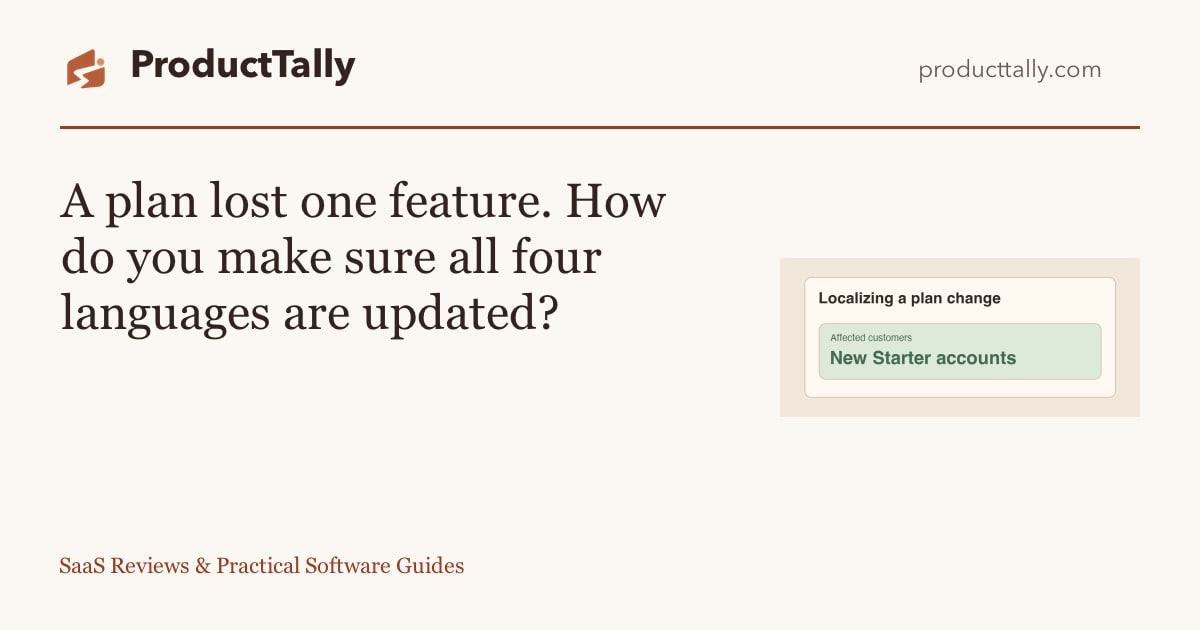 ProductTally
producttally.com
A plan lost one feature. How
do you make sure all four
languages are updated?
Localizing a plan change
Affected customers
New Starter accounts
SaaS Reviews & Practical Software Guides